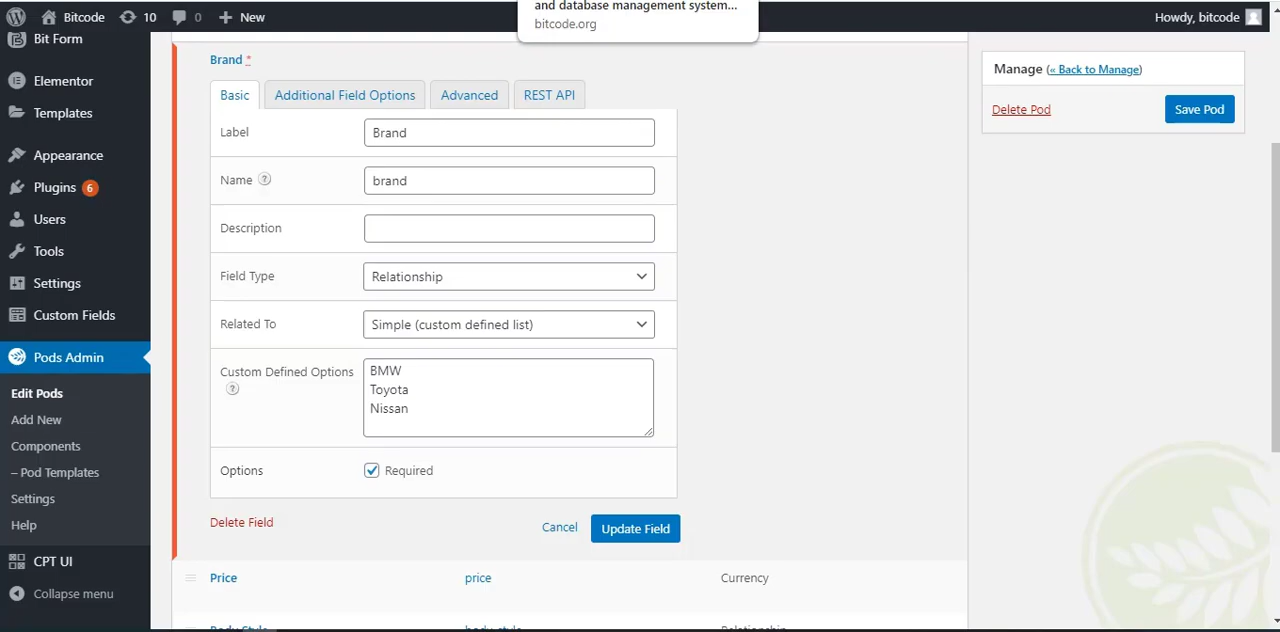 Bitcode
10
0
New
and database management system...
bitcode.org
Howdy, bitcode
Bit Form
Elementor
Templates
Appearance
Plugins 6
Users
Tools
Settings
Custom Fields
Pods Admin
Edit Pods
Add New
Components
– Pod Templates
Settings
Help
CPT UI
Collapse menu
Brand *
Basic
Additional Field Options
Advanced
REST API
Label
Brand
Name ?
brand
Description
Field Type
Relationship
Related To
Simple (custom defined list)
Custom Defined Options
?
BMW
Toyota
Nissan
Options
Required
Delete Field
Cancel
Update Field
Price
price
Currency
Body Style
body_style
Relationship
Manage (« Back to Manage)
Delete Pod
Save Pod